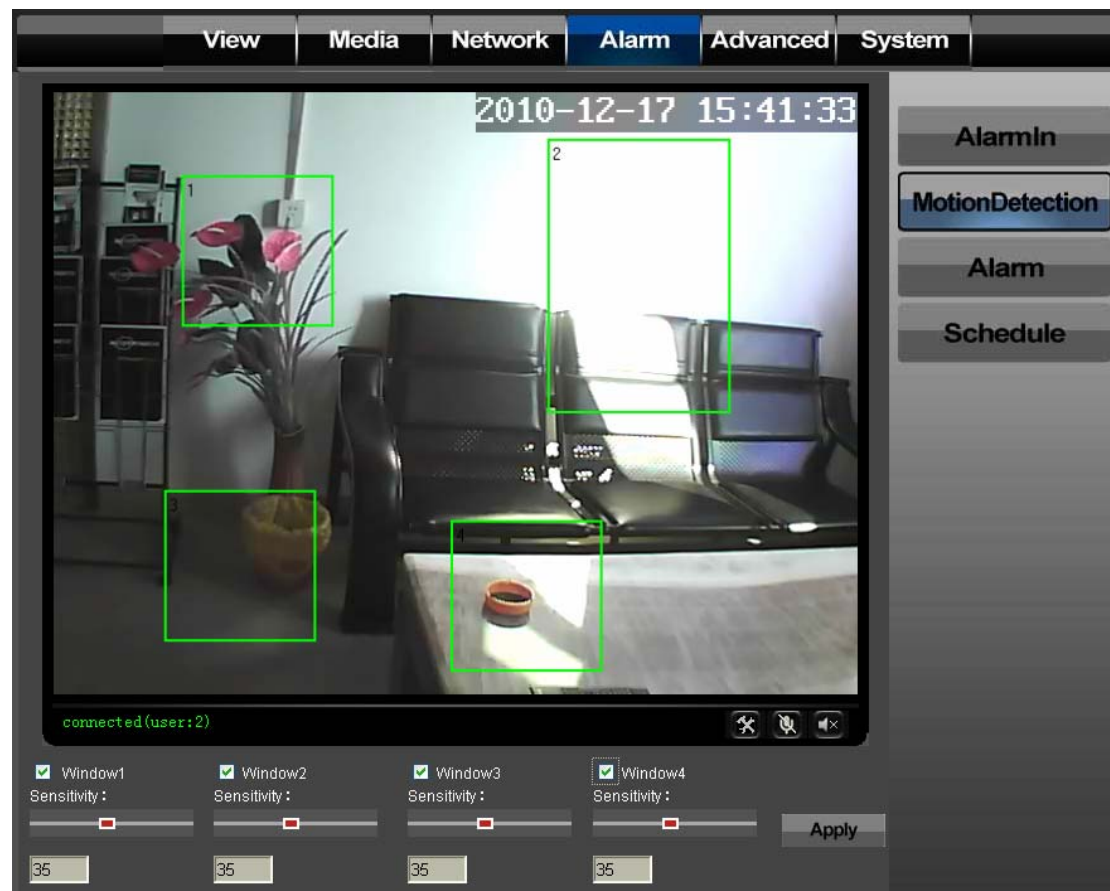 View Media Network Alarm Advanced System
2010-12-17 15:41:33
AlarmIn
MotionDetection
Alarm
Schedule
1
2
3
4
connected(user:2)
Window1 Window2 Window3 Window4
Sensitivity: Sensitivity: Sensitivity: Sensitivity:
Apply
35 35 35 35